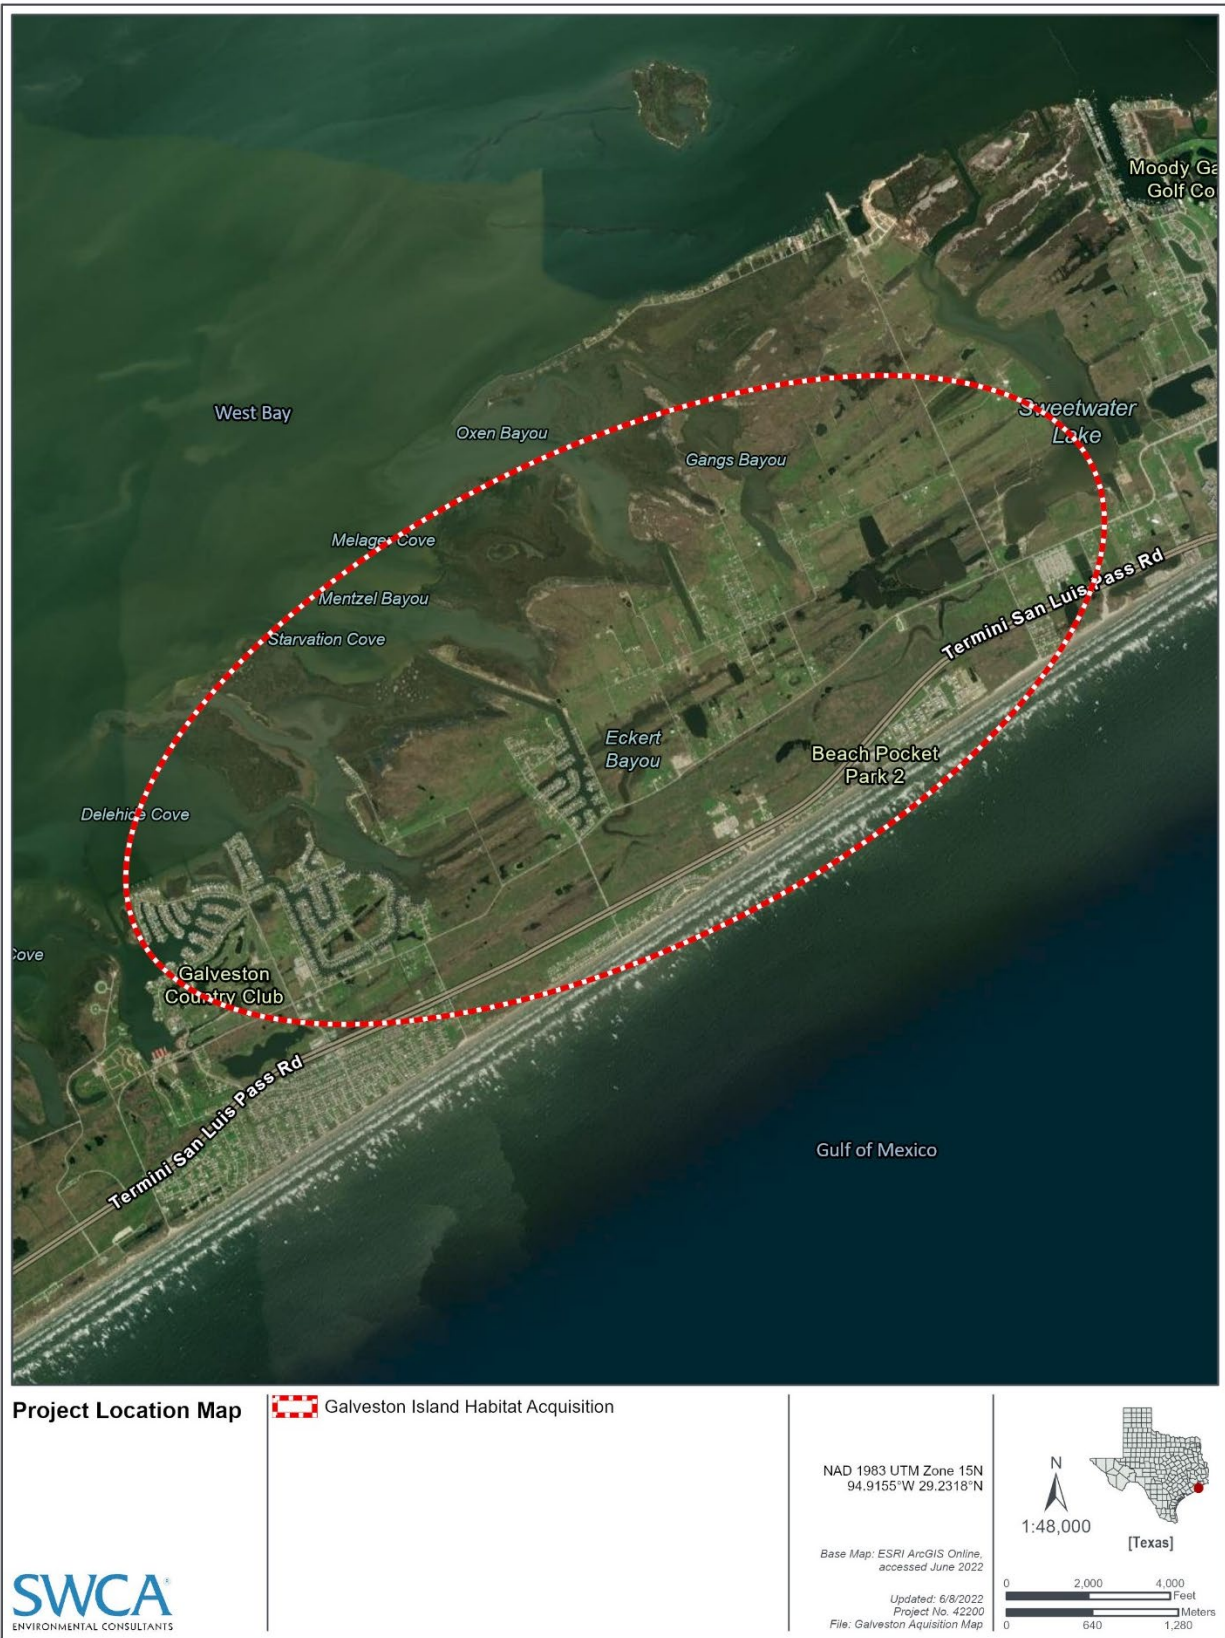 Moody Ga
Golf Co
West Bay
Sweetwater
Lake
Oxen Bayou
Gangs Bayou
Melager Cove
Mentzel Bayou
Starvation Cove
Termini San Luis Pass Rd
Eckert
Bayou
Beach Pocket
Park 2
Delehide Cove
Cove
Galveston
Country Club
Termini San Luis Pass Rd
Gulf of Mexico
Project Location Map
Galveston Island Habitat Acquisition
NAD 1983 UTM Zone 15N
94.9155°W 29.2318°N
Base Map: ESRI ArcGIS Online,
accessed June 2022
Updated: 6/8/2022
Project No. 42200
File: Galveston Aquisition Map
N
1:48,000
[Texas]
0 2,000 4,000
Feet
Meters
0 640 1,280
SWCA
ENVIRONMENTAL CONSULTANTS